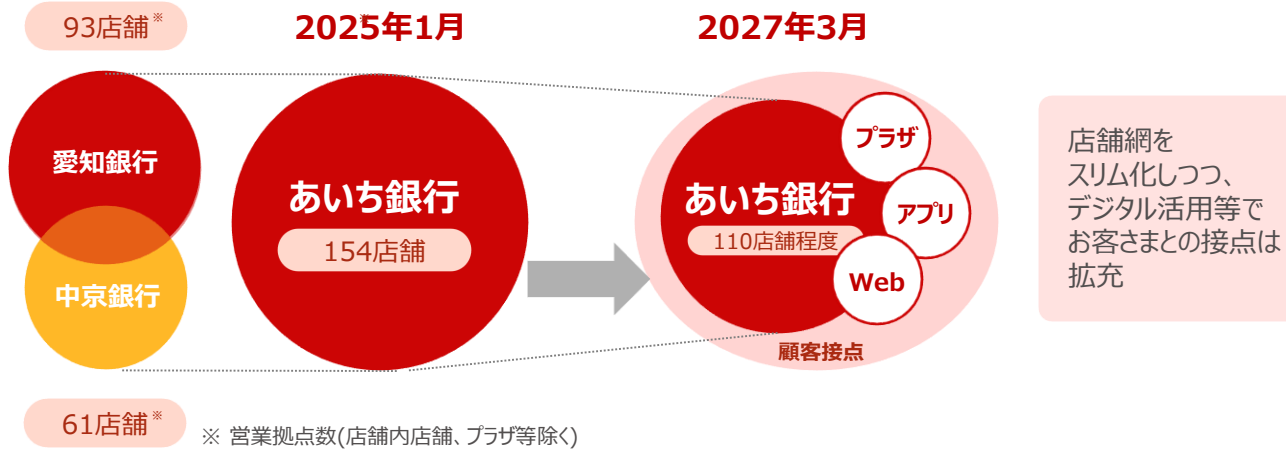 93店舗※
愛知銀行
中京銀行
61店舗※
2025年1月
※
あいち銀行
154店舗
2027年3月
プラザ
アプリ
Web
あいち銀行
110店舗程度
顧客接点
店舗網を
スリム化しつつ、
デジタル活用等で
お客さまとの接点は
拡充
※ 営業拠点数(店舗内店舗、プラザ等除く)